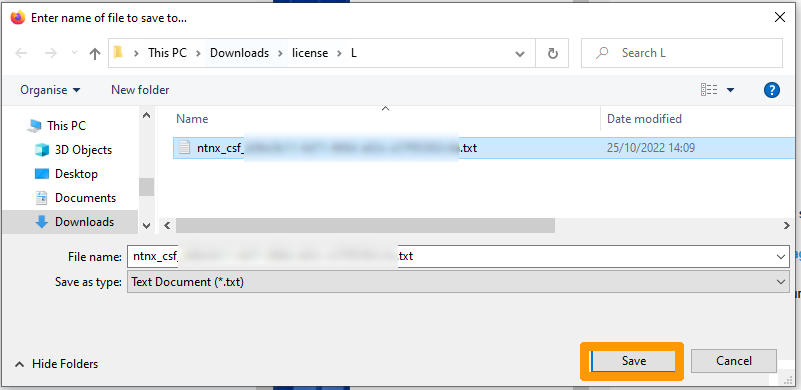 Enter name of file to save to...
This PC > Downloads > license > L
Search L
Organise
New folder
Name
Date modified
This PC
3D Objects
Desktop
Documents
Downloads
ntnx_csf_ .txt
25/10/2022 14:09
File name:
ntnx_csf_ .txt
Save as type:
Text Document (*.txt)
Hide Folders
Save
Cancel